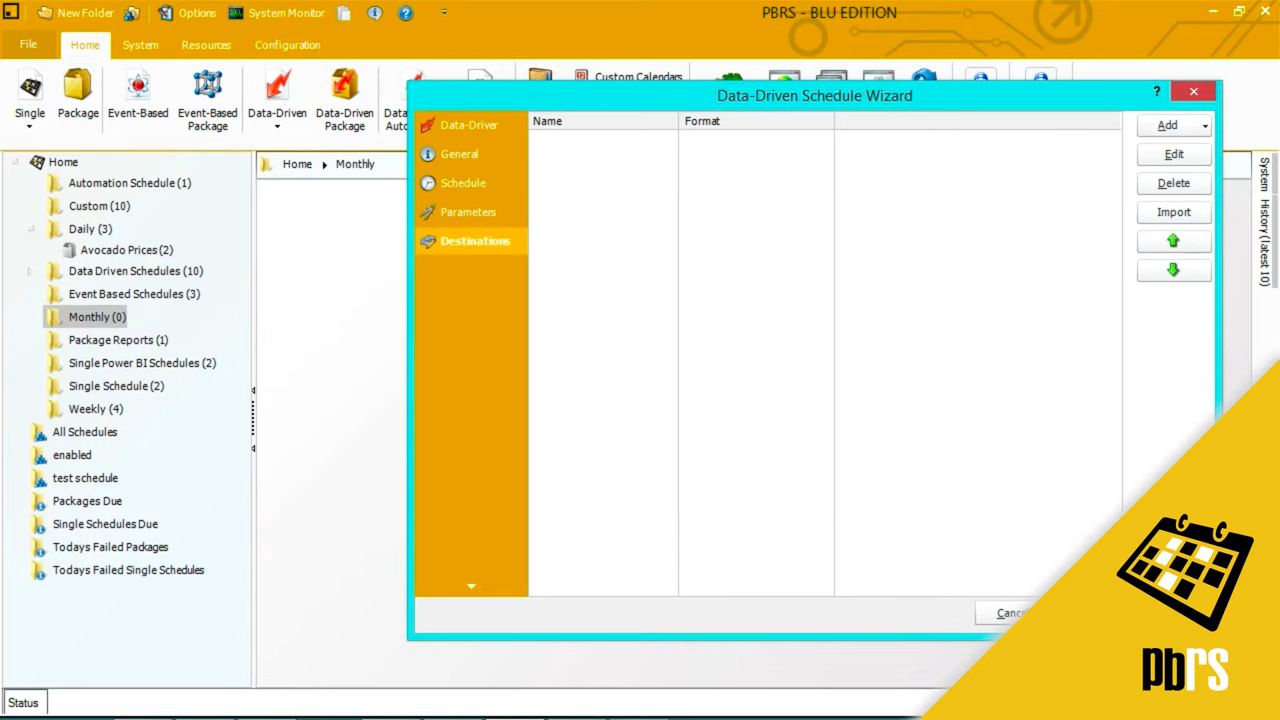 New Folder
Options
System Monitor
PBRS - BLU EDITION
File
Home
System
Resources
Configuration
Single
Package
Event-Based
Event-Based
Package
Data-Driven
Data-Driven
Package
Custom Calendars
Data-Driven Schedule Wizard
?
Home
Automation Schedule (1)
Custom (10)
Daily (3)
Avocado Prices (2)
Data Driven Schedules (10)
Event Based Schedules (3)
Monthly (0)
Package Reports (1)
Single Power BI Schedules (2)
Single Schedule (2)
Weekly (4)
All Schedules
enabled
test schedule
Packages Due
Single Schedules Due
Todays Failed Packages
Todays Failed Single Schedules
Home
Monthly
Data-Driver
General
Schedule
Parameters
Destinations
Name
Format
Add
Edit
Delete
Import
System History (latest 10)
Status
pbrs